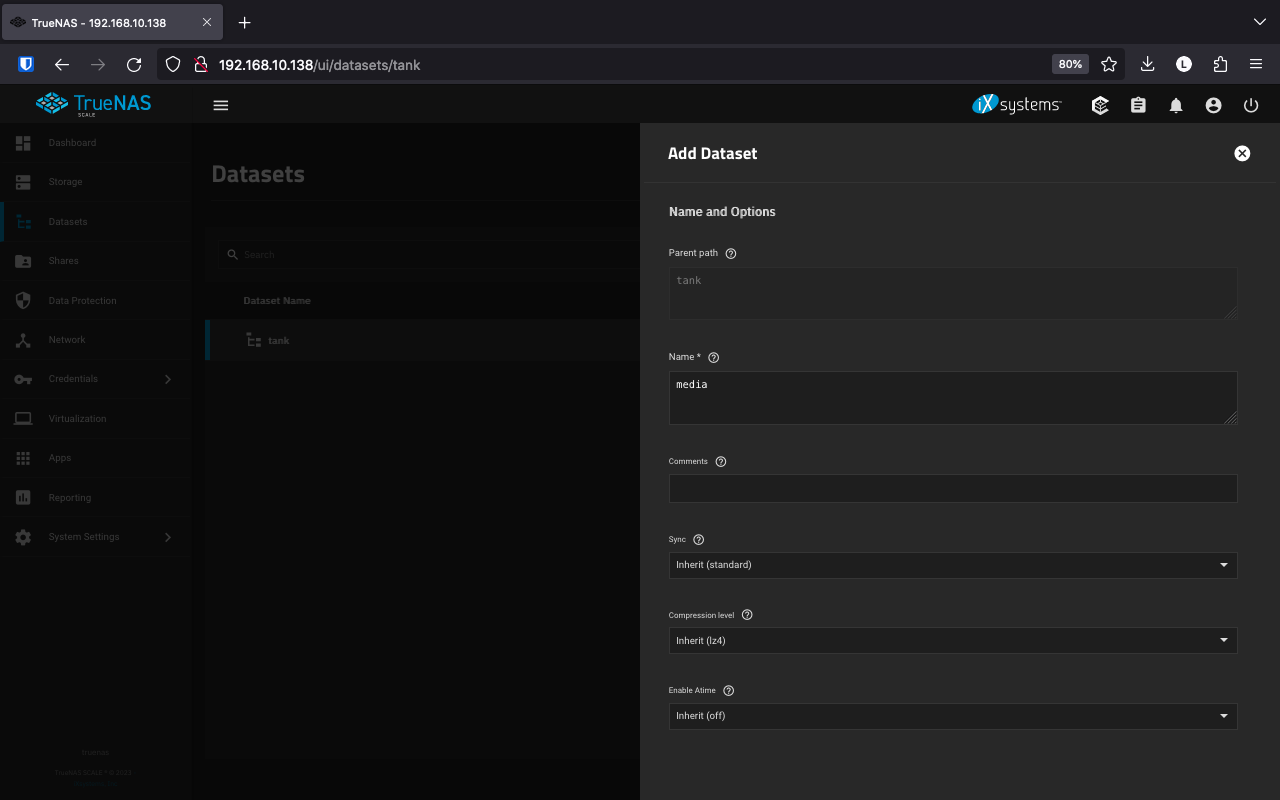 TrueNAS - 192.168.10.138
192.168.10.138/ui/datasets/tank
80%
L
TrueNAS
SCALE
iXsystems
Dashboard
Storage
Datasets
Shares
Data Protection
Network
Credentials
Virtualization
Apps
Reporting
System Settings
truenas
TrueNAS SCALE ® © 2023
Datasets
Search
Dataset Name
tank
Add Dataset
Name and Options
Parent path
tank
Name *
media
Comments
Sync
Inherit (standard)
Compression level
Inherit (lz4)
Enable Atime
Inherit (off)